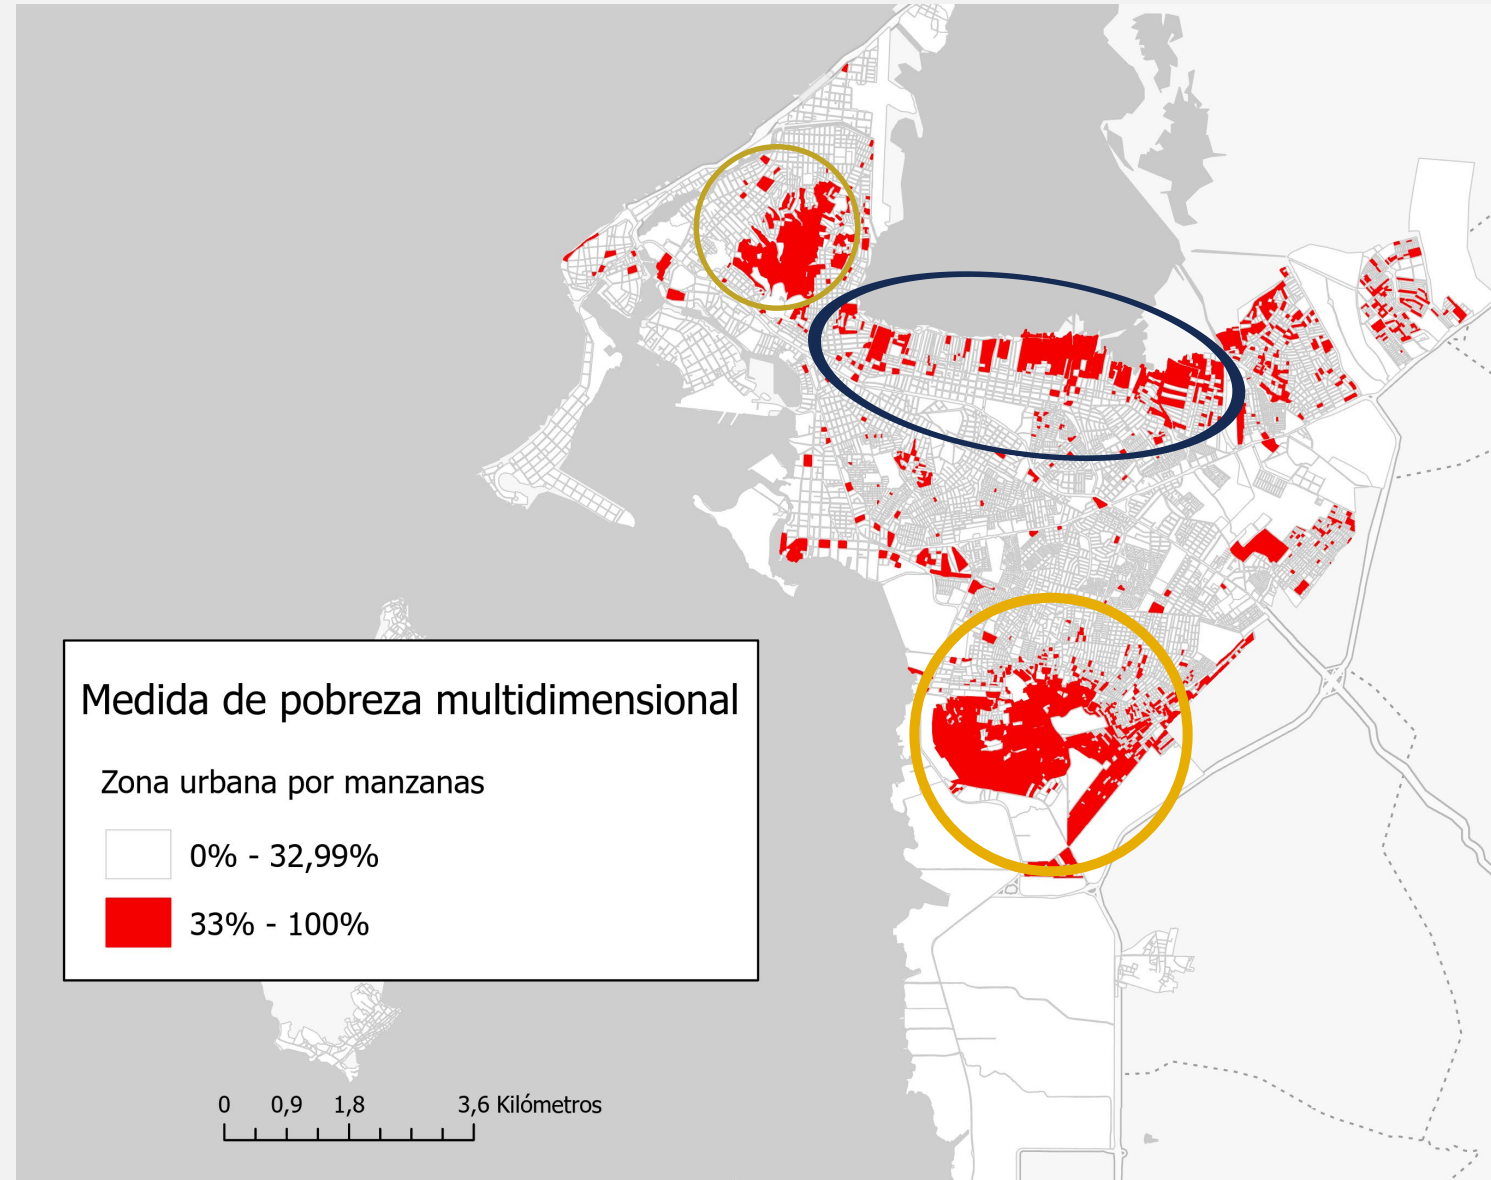 Medida de pobreza multidimensional
Zona urbana por manzanas
0% - 32,99%
33% - 100%
0 0,9 1,8 3,6 Kilómetros